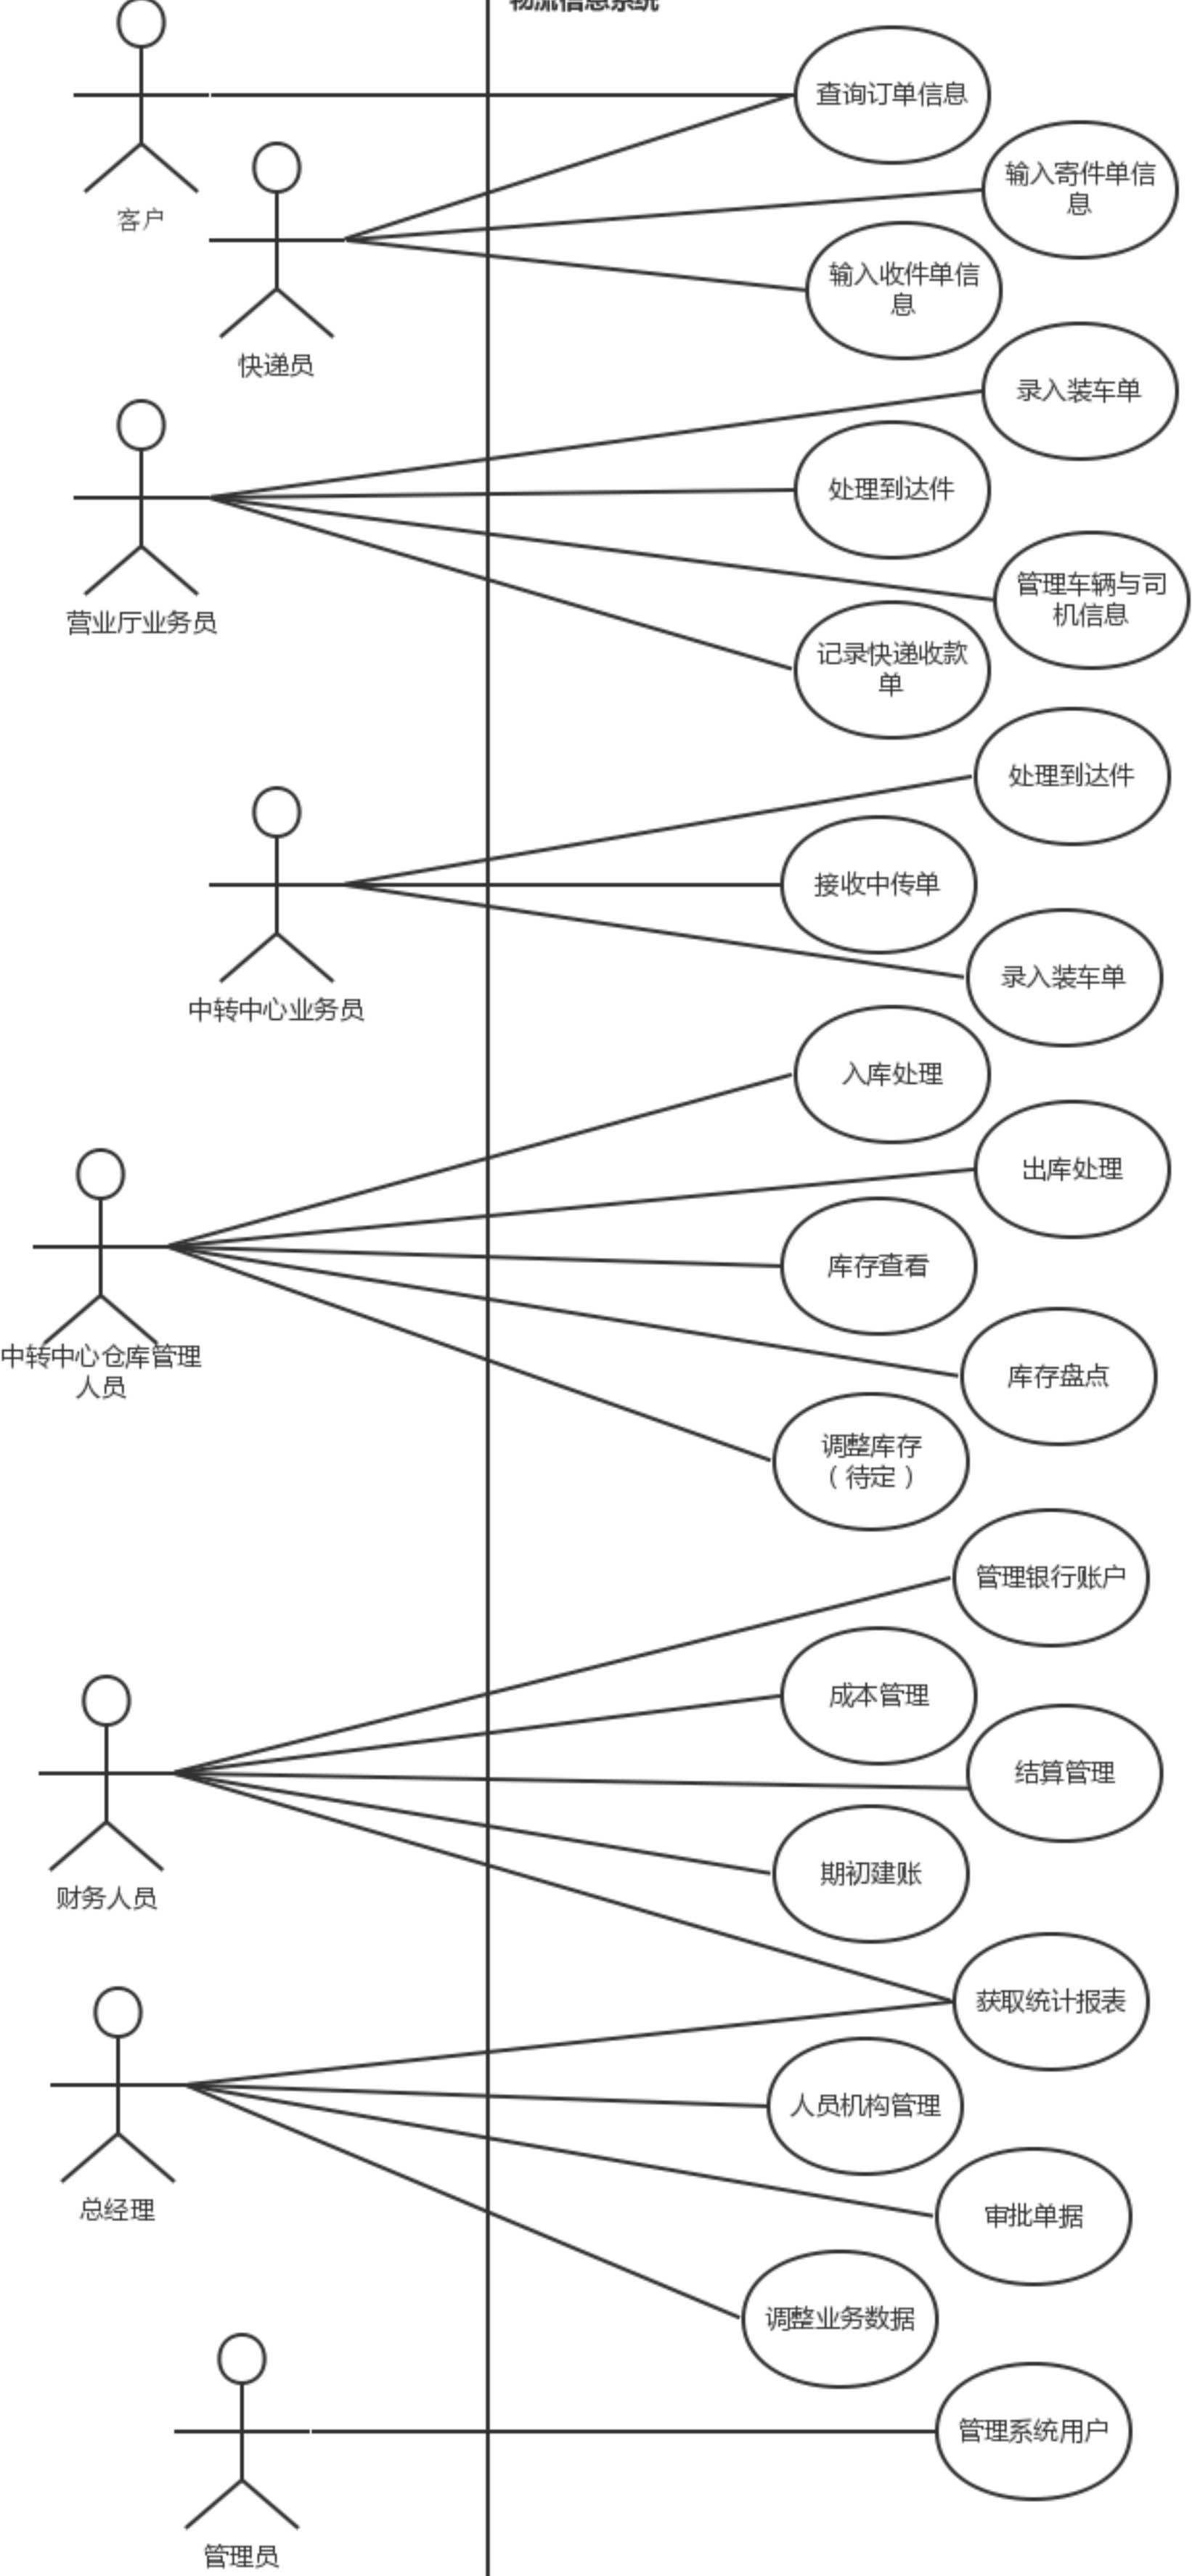 物流信息系统
查询订单信息
输入寄件单信
息
客户
输入收件单信
息
快递员
录入装车单
处理到达件
管理车辆与司
机信息
营业厅业务员
记录快递收款
单
处理到达件
接收中传单
录入装车单
中转中心业务员
入库处理
出库处理
库存查看
中转中心仓库管理
人员
库存盘点
调整库存
（待定）
管理银行账户
成本管理
结算管理
期初建账
财务人员
获取统计报表
人员机构管理
总经理
审批单据
调整业务数据
管理系统用户
管理员